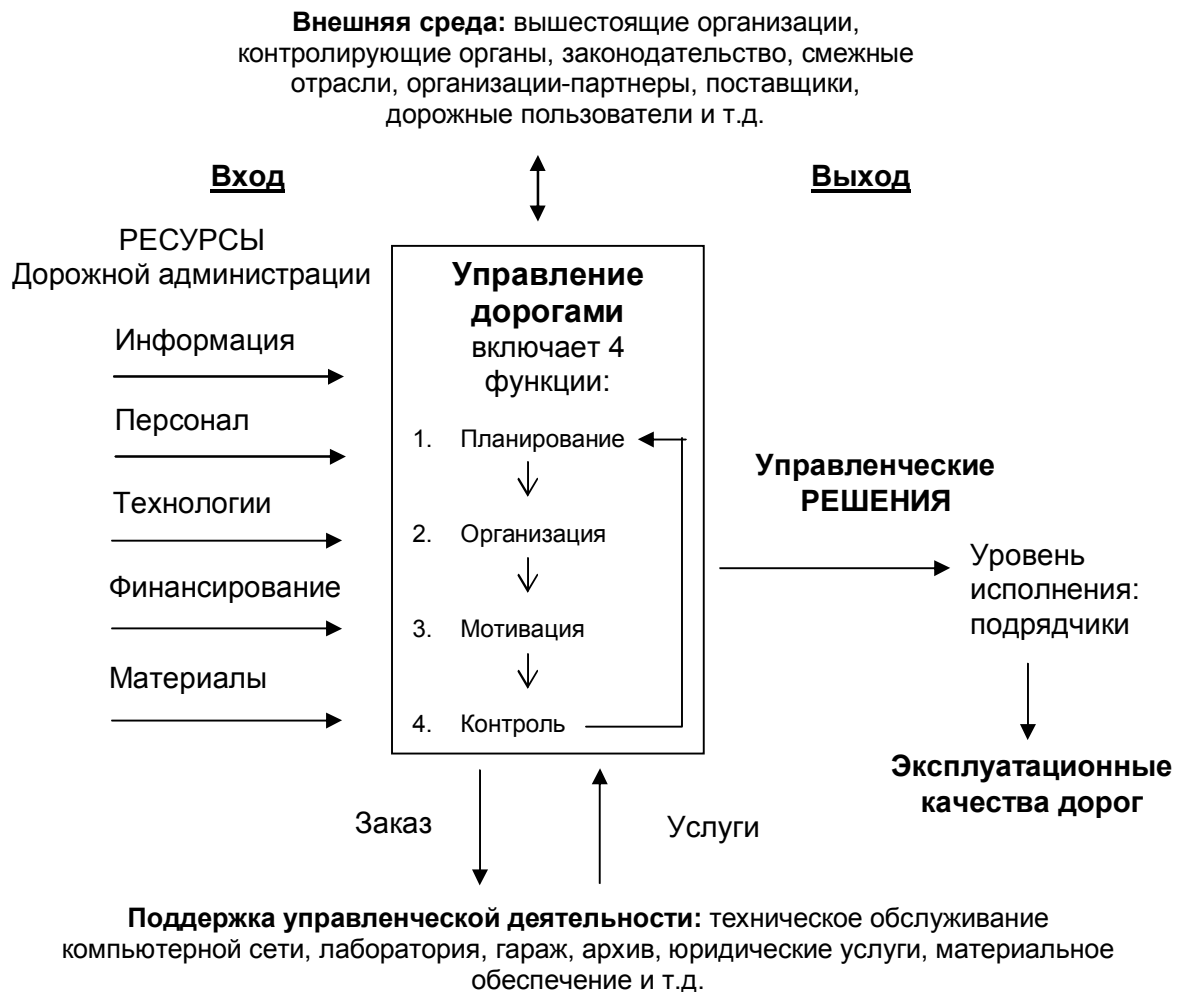 Внешняя среда: вышестоящие организации,
контролирующие органы, законодательство, смежные
отрасли, организации-партнеры, поставщики,
дорожные пользователи и т.д.
Вход
Выход
РЕСУРСЫ
Дорожной администрации
Информация
Персонал
Технологии
Финансирование
Материалы
Управление
дорогами
включает 4
функции:
1. Планирование
2. Организация
3. Мотивация
4. Контроль
Управленческие
РЕШЕНИЯ
Уровень
исполнения:
подрядчики
Эксплуатационные
качества дорог
Заказ
Услуги
Поддержка управленческой деятельности: техническое обслуживание
компьютерной сети, лаборатория, гараж, архив, юридические услуги, материальное
обеспечение и т.д.